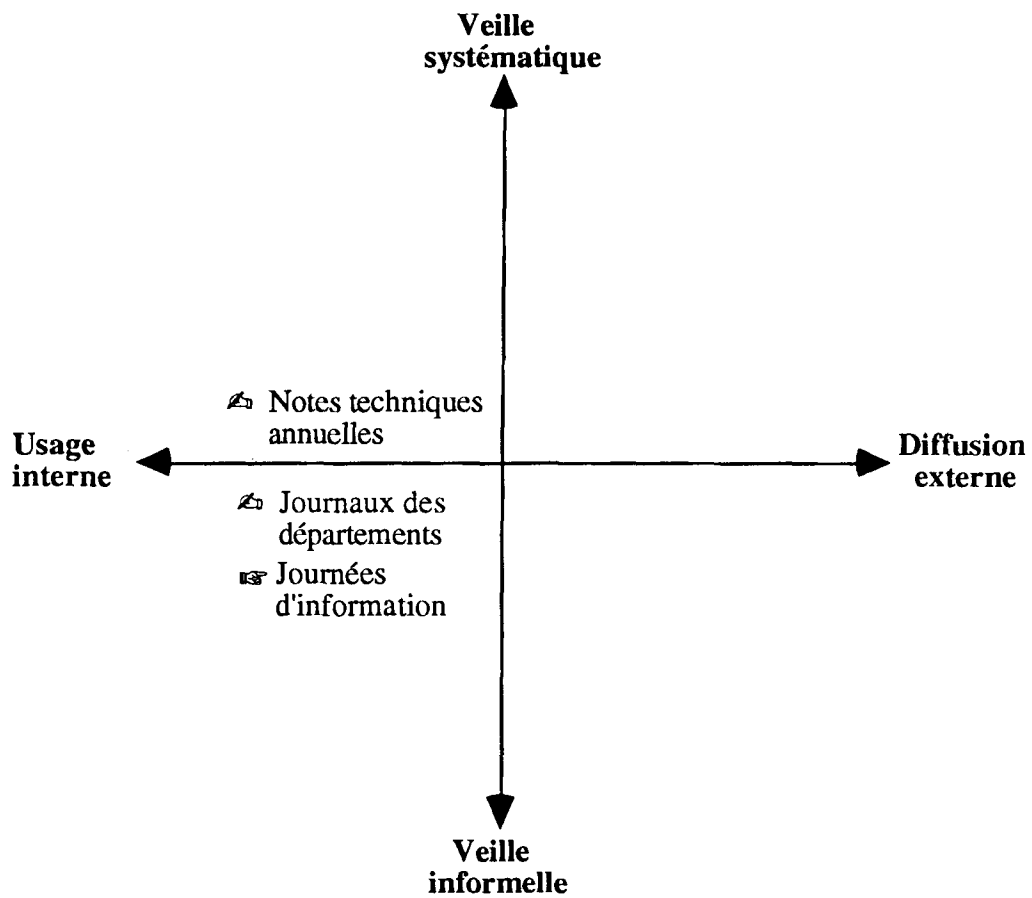 Veille
systématique
✍ Notes techniques
annuelles
Usage
interne
Diffusion
externe
✍ Journaux des
départements
☞ Journées
d'information
Veille
informelle